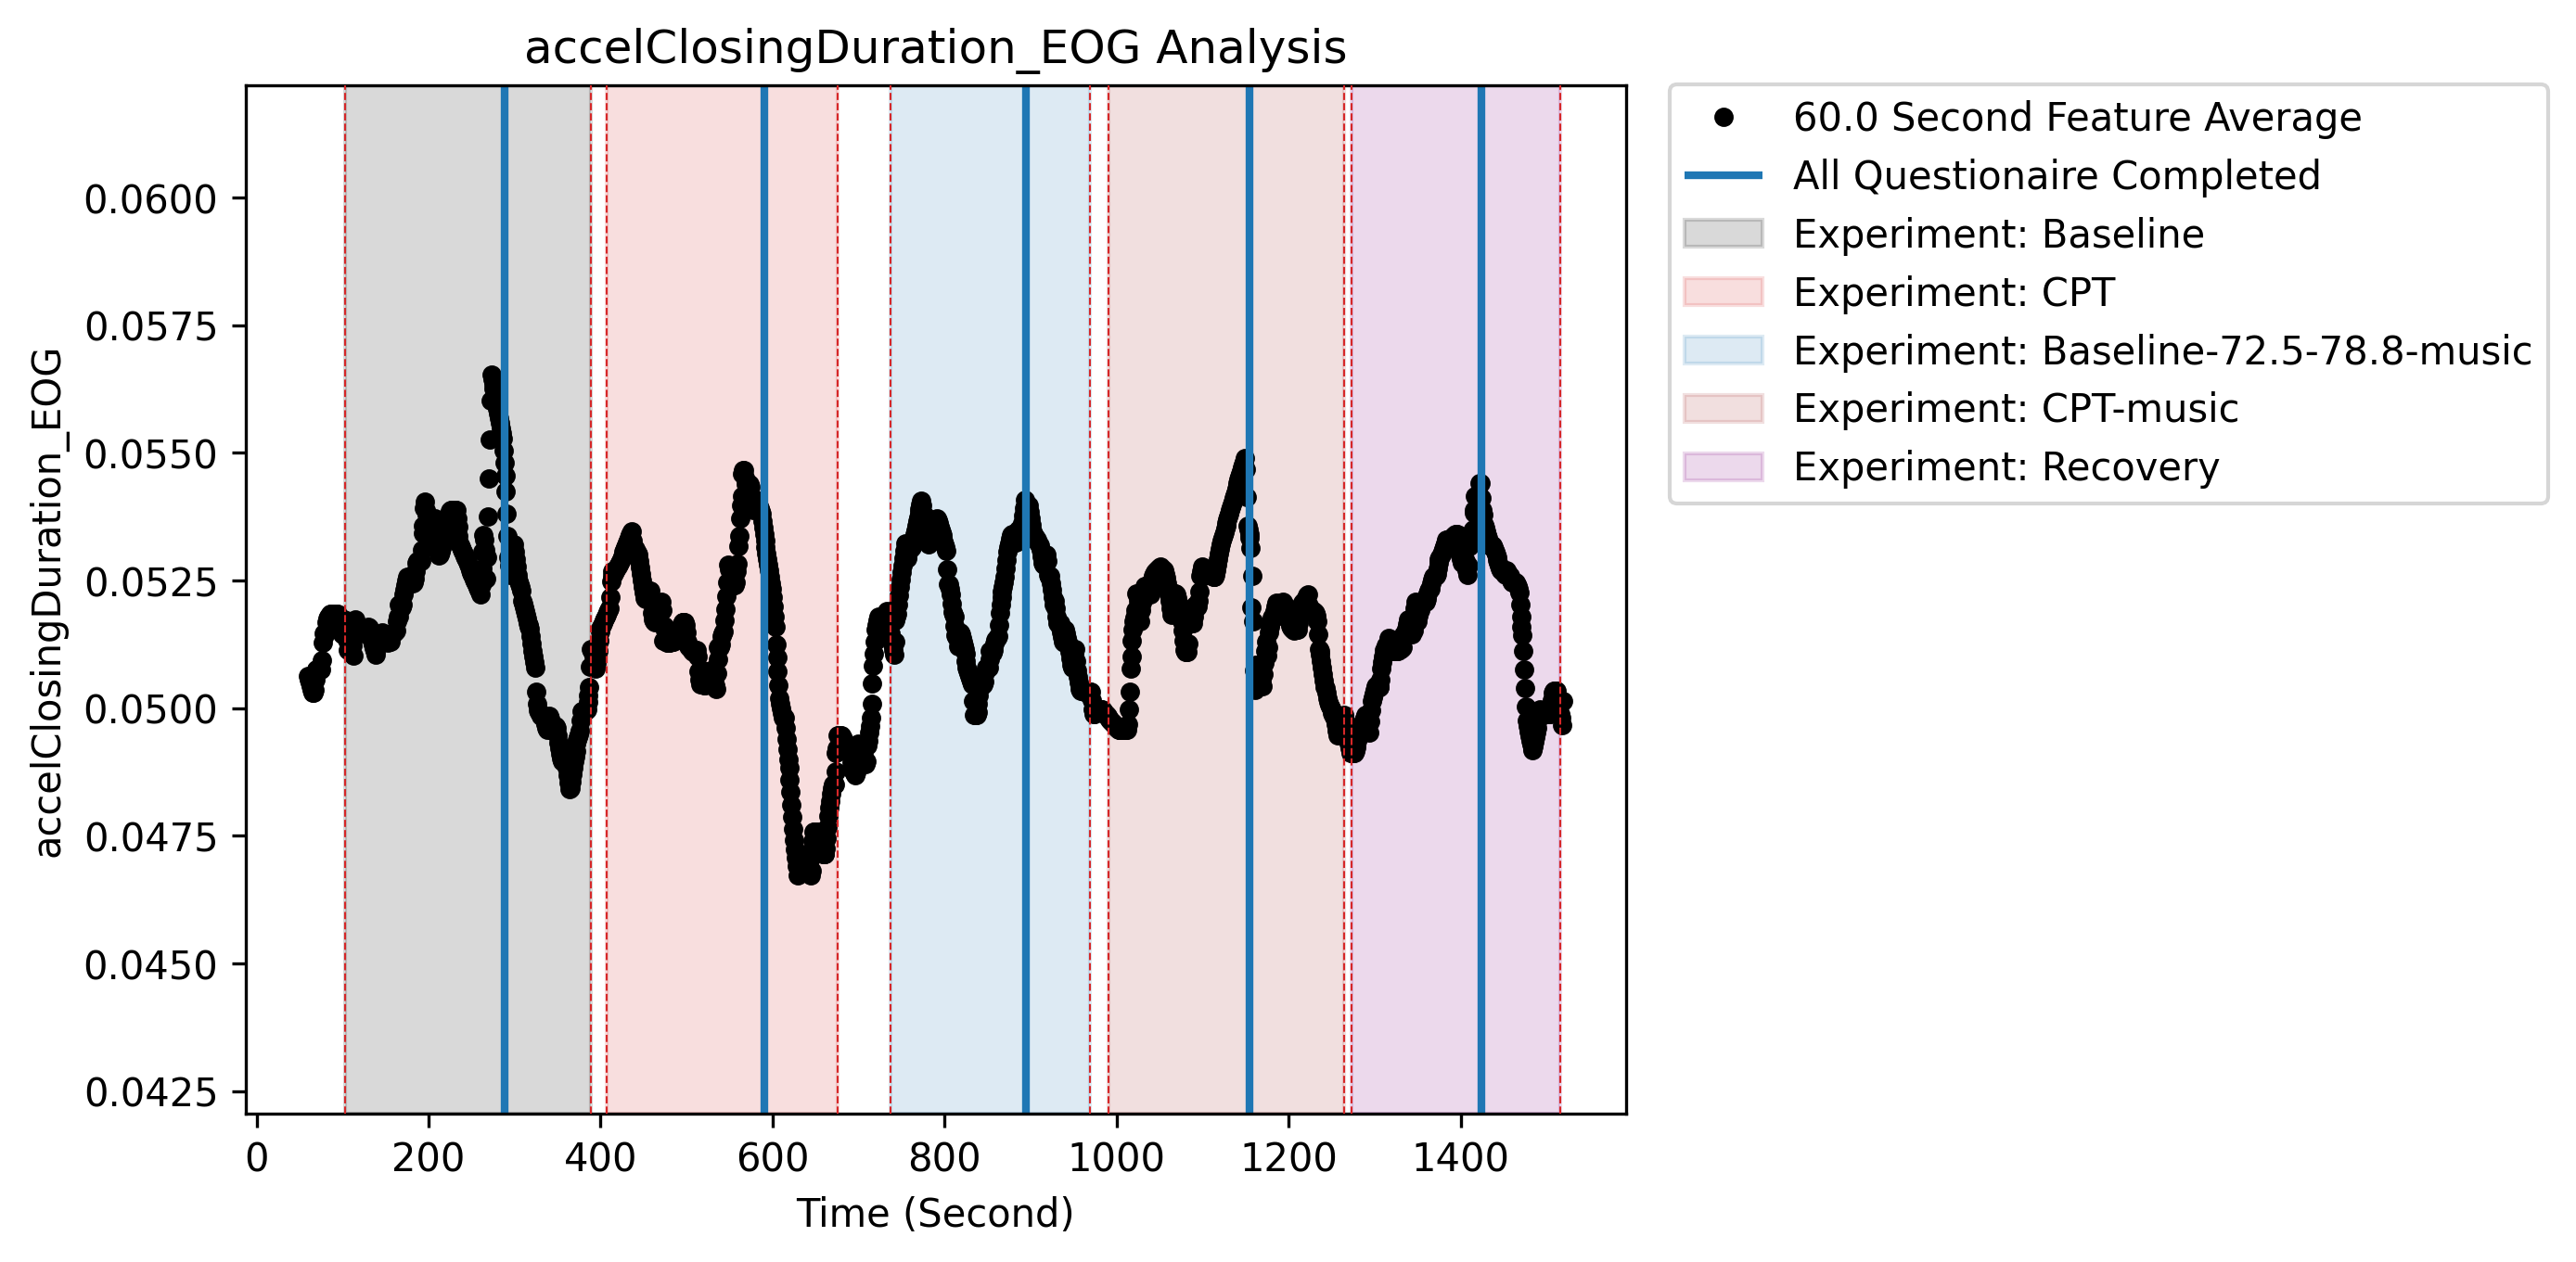 accelClosingDuration_EOG Analysis
accelClosingDuration_EOG
0.0600
0.0575
0.0550
0.0525
0.0500
0.0475
0.0450
0.0425
0 200 400 600 800 1000 1200 1400
Time (Second)
60.0 Second Feature Average
All Questionaire Completed
Experiment: Baseline
Experiment: CPT
Experiment: Baseline-72.5-78.8-music
Experiment: CPT-music
Experiment: Recovery